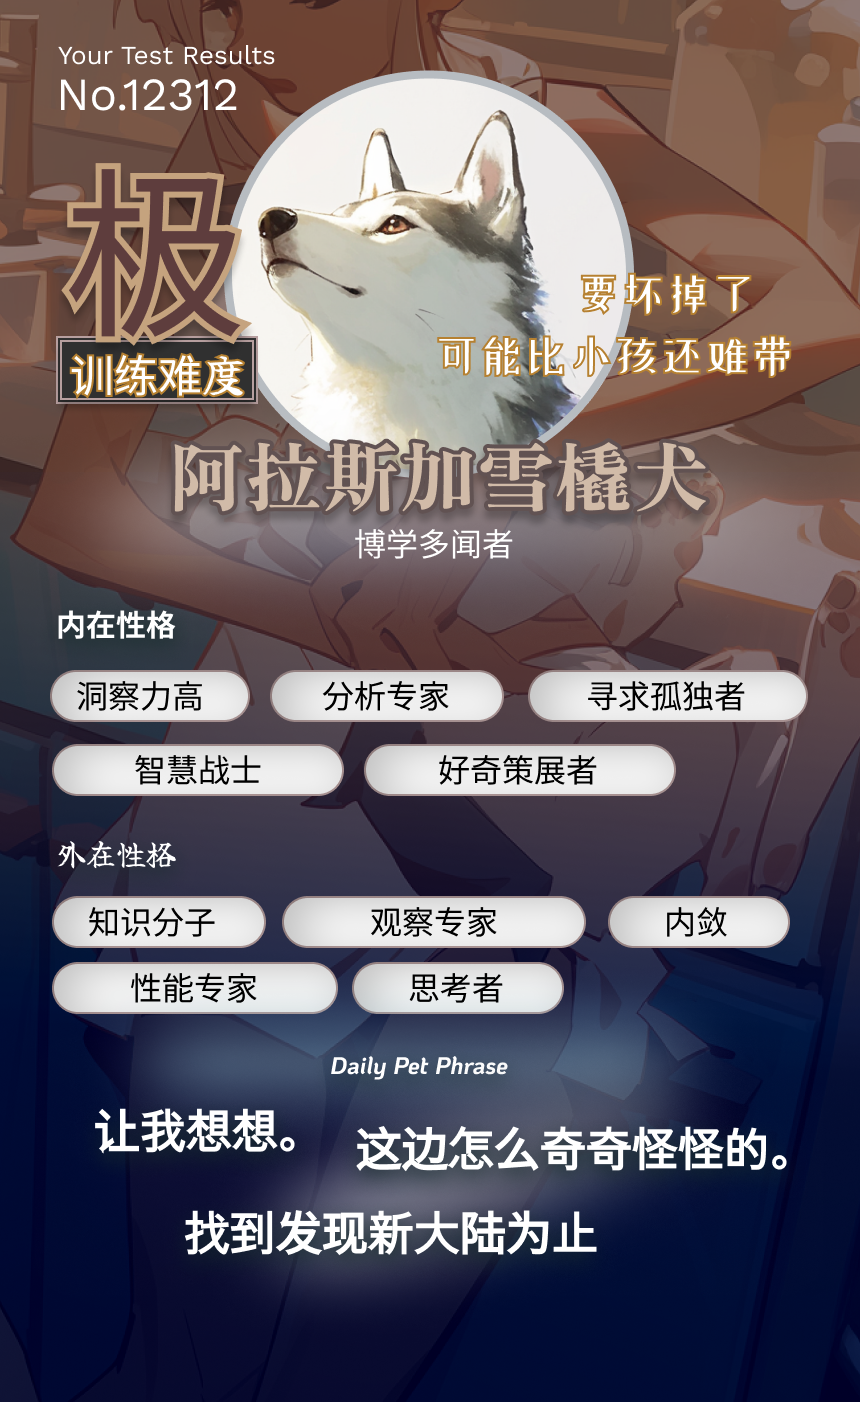 Your Test Results
No.12312
极
训练难度
要坏掉了
可能比小孩还难带
阿拉斯加雪橇犬
博学多闻者
内在性格
洞察力高 分析专家 寻求孤独者
智慧战士 好奇策展者
外在性格
知识分子 观察专家 内敛
性能专家 思考者
Daily Pet Phrase
让我想想。
这边怎么奇奇怪怪的。
找到发现新大陆为止